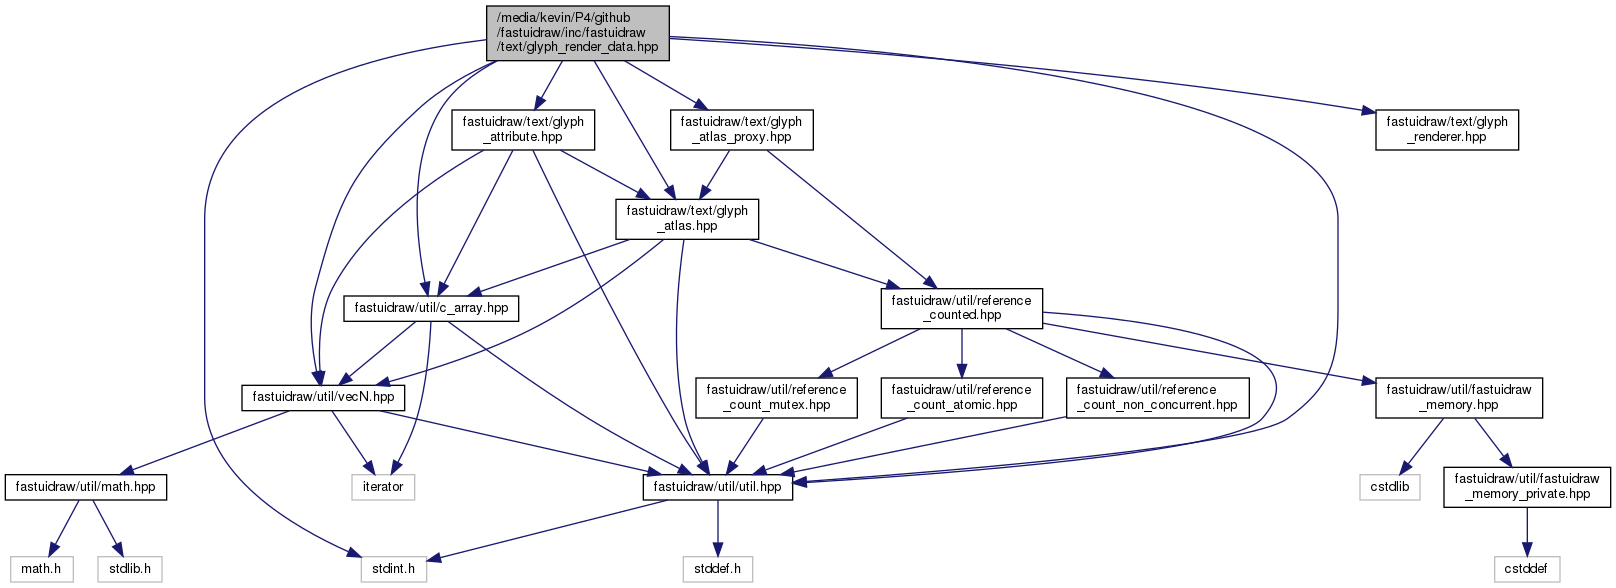 /media/kevin/P4/github
/fastuidraw/inc/fastuidraw
/text/glyph_render_data.hpp
fastuidraw/text/glyph
_attribute.hpp
fastuidraw/text/glyph
_atlas_proxy.hpp
fastuidraw/text/glyph
_renderer.hpp
fastuidraw/text/glyph
_atlas.hpp
fastuidraw/util/c_array.hpp
fastuidraw/util/reference
_counted.hpp
fastuidraw/util/vecN.hpp
fastuidraw/util/reference
_count_mutex.hpp
fastuidraw/util/reference
_count_atomic.hpp
fastuidraw/util/reference
_count_non_concurrent.hpp
fastuidraw/util/fastuidraw
_memory.hpp
fastuidraw/util/math.hpp
iterator
fastuidraw/util/util.hpp
cstdlib
fastuidraw/util/fastuidraw
_memory_private.hpp
math.h
stdlib.h
stdint.h
stddef.h
cstddef